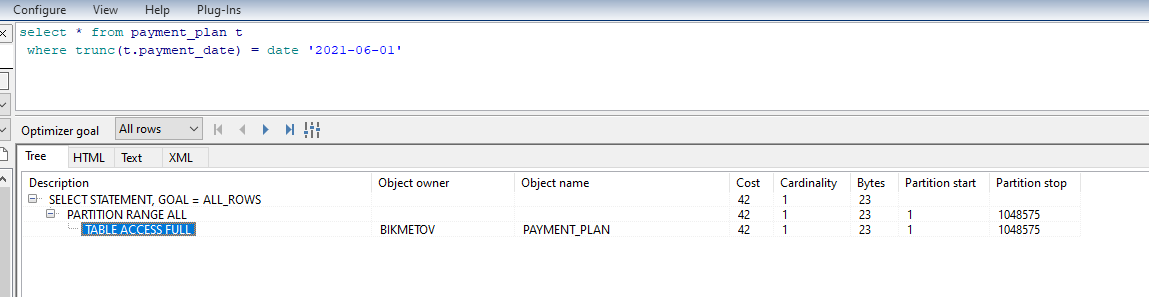 Configure View Help Plug-Ins
select * from payment_plan t
where trunc(t.payment_date) = date '2021-06-01'
Optimizer goal All rows
Tree HTML Text XML
Description Object owner Object name Cost Cardinality Bytes Partition start Partition stop
SELECT STATEMENT, GOAL = ALL_ROWS 42 1 23
PARTITION RANGE ALL 42 1 23 1 1048575
TABLE ACCESS FULL BIKMETOV PAYMENT_PLAN 42 1 23 1 1048575